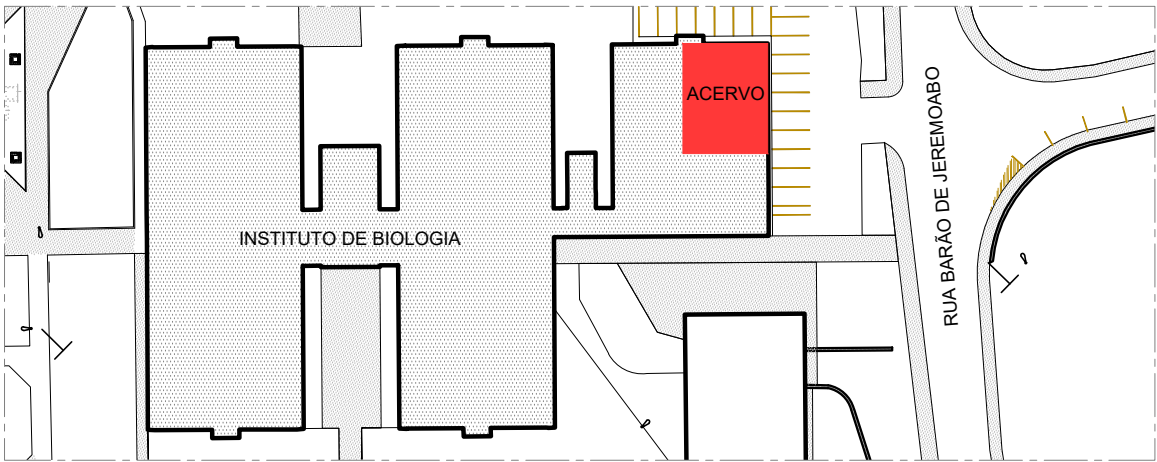 ACERVO
INSTITUTO DE BIOLOGIA
RUA BARÃO DE JEREMOABO